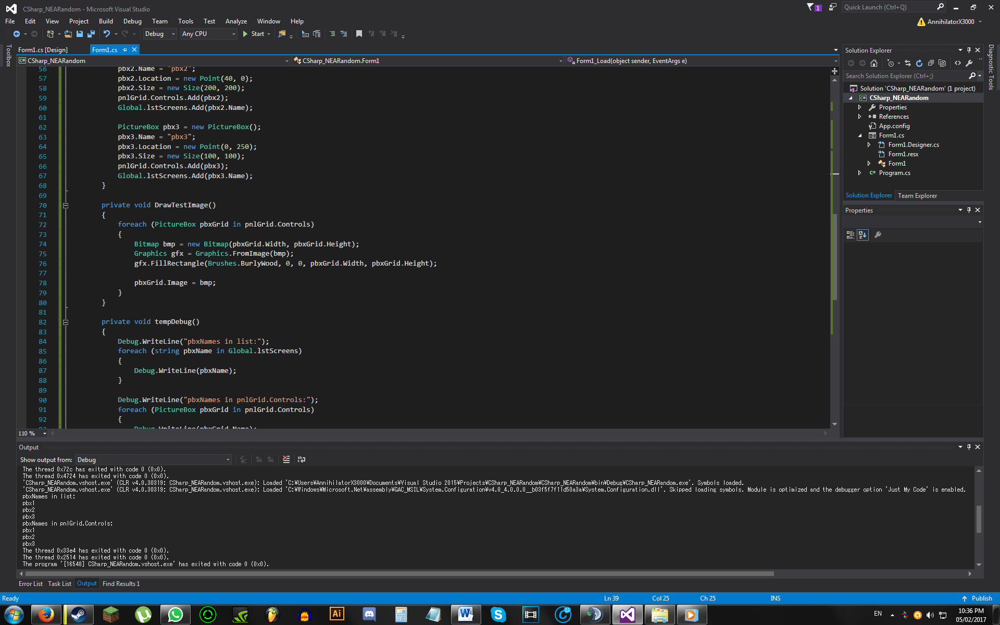 CSharp_NEARandom - Microsoft Visual Studio
1
Quick Launch (Ctrl+Q)
File Edit View Project Build Debug Team Tools Test Analyze Window Help
AnnihilatorX3000
Debug Any CPU Start
Toolbox
Form1.cs [Design] Form1.cs
CSharp_NEARandom CSharp_NEARandom.Form1 Form1_Load(object sender, EventArgs e)
56 pbx2.Name = "pbx2";
57 pbx2.Location = new Point(40, 0);
58 pbx2.Size = new Size(200, 200);
59 pnlGrid.Controls.Add(pbx2);
60 Global.lstScreens.Add(pbx2.Name);
61
62 PictureBox pbx3 = new PictureBox();
63 pbx3.Name = "pbx3";
64 pbx3.Location = new Point(0, 250);
65 pbx3.Size = new Size(100, 100);
66 pnlGrid.Controls.Add(pbx3);
67 Global.lstScreens.Add(pbx3.Name);
68 }
69
70 private void DrawTestImage()
71 {
72 foreach (PictureBox pbxGrid in pnlGrid.Controls)
73 {
74 Bitmap bmp = new Bitmap(pbxGrid.Width, pbxGrid.Height);
75 Graphics gfx = Graphics.FromImage(bmp);
76 gfx.FillRectangle(Brushes.BurlyWood, 0, 0, pbxGrid.Width, pbxGrid.Height);
77
78 pbxGrid.Image = bmp;
79 }
80 }
81
82 private void tempDebug()
83 {
84 Debug.WriteLine("pbxNames in list:");
85 foreach (string pbxName in Global.lstScreens)
86 {
87 Debug.WriteLine(pbxName);
88 }
89
90 Debug.WriteLine("pbxNames in pnlGrid.Controls:");
91 foreach (PictureBox pbxGrid in pnlGrid.Controls)
92 {
93 Debug.WriteLine(pbxGrid.Name);
110 %
Solution Explorer
Search Solution Explorer (Ctrl+;)
Solution 'CSharp_NEARandom' (1 project)
C# CSharp_NEARandom
Properties
References
App.config
Form1.cs
Form1.Designer.cs
Form1.resx
Form1
C# Program.cs
Solution Explorer Team Explorer
Properties
Diagnostic Tools
Output
Show output from: Debug
The thread 0x72c has exited with code 0 (0x0).
The thread 0x4724 has exited with code 0 (0x0).
'CSharp_NEARandom.vshost.exe' (CLR v4.0.30319: CSharp_NEARandom.vshost.exe): Loaded 'C:¥Users¥AnnihilatorX3000¥Documents¥Visual Studio 2015¥Projects¥CSharp_NEARandom¥CSharp_NEARandom¥bin¥Debug¥CSharp_NEARandom.exe'. Symbols loaded.
'CSharp_NEARandom.vshost.exe' (CLR v4.0.30319: CSharp_NEARandom.vshost.exe): Loaded 'C:¥Windows¥Microsoft.Net¥assembly¥GAC_MSIL¥System.Configuration¥v4.0_4.0.0.0__b03f5f7f11d50a3a¥System.Configuration.dll'. Skipped loading symbols. Module is optimized and the debugger option 'Just My Code' is enabled.
pbxNames in list:
pbx1
pbx2
pbx3
pbxNames in pnlGrid.Controls:
pbx1
pbx2
pbx3
The thread 0x33e4 has exited with code 0 (0x0).
The thread 0x2514 has exited with code 0 (0x0).
The program '[16548] CSharp_NEARandom.vshost.exe' has exited with code 0 (0x0).
Error List Task List Output Find Results 1
Ready Ln 39 Col 25 Ch 25 INS Publish
Ai
EN
10:36 PM
05/02/2017